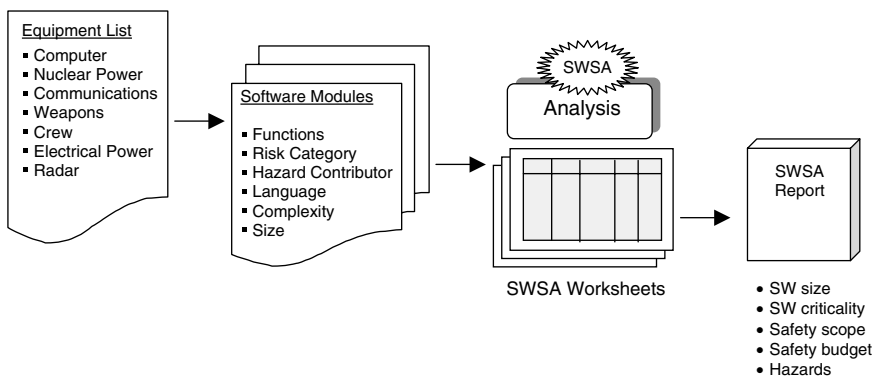 Equipment List
▪ Computer
▪ Nuclear Power
▪ Communications
▪ Weapons
▪ Crew
▪ Electrical Power
▪ Radar
Software Modules
▪ Functions
▪ Risk Category
▪ Hazard Contributor
▪ Language
▪ Complexity
▪ Size
SWSA
Analysis
SWSA Worksheets
SWSA
Report
• SW size
• SW criticality
• Safety scope
• Safety budget
• Hazards